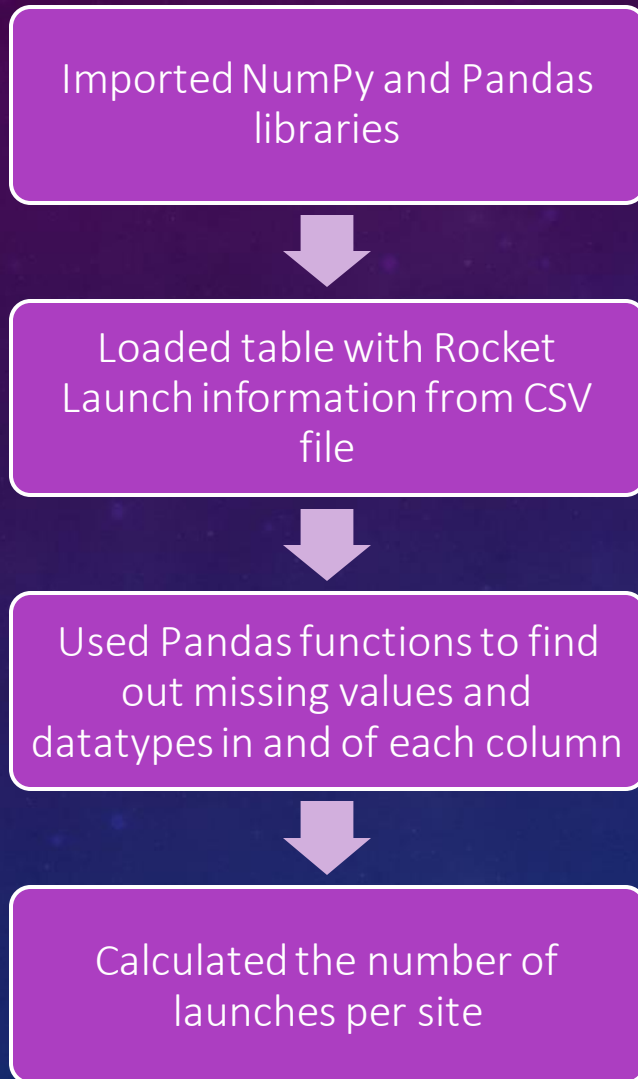 Imported NumPy and Pandas
libraries
Loaded table with Rocket
Launch information from CSV
file
Used Pandas functions to find
out missing values and
datatypes in and of each column
Calculated the number of
launches per site